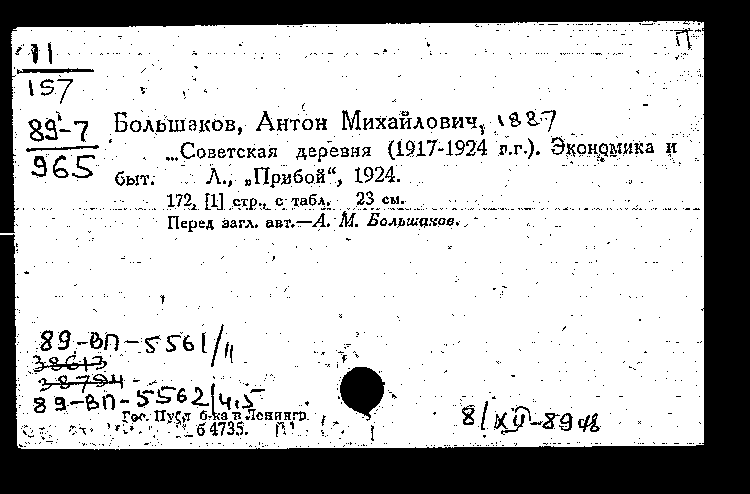 П
11
157
89-7
965
Большаков, Антон Михайлович, 1887
...Советская деревня (1917-1924 г.г.). Экономика и
быт. Л., „Прибой“, 1924.
172, [1] стр., с табл. 23 см.
Перед загл. авт.—А. М. Большаков.
89-ВП-5561/11
38613
38794
89-ВП-5562/4,5
Гос. Публ. б-ка в Ленингр.
б 4735.
8/XII-89